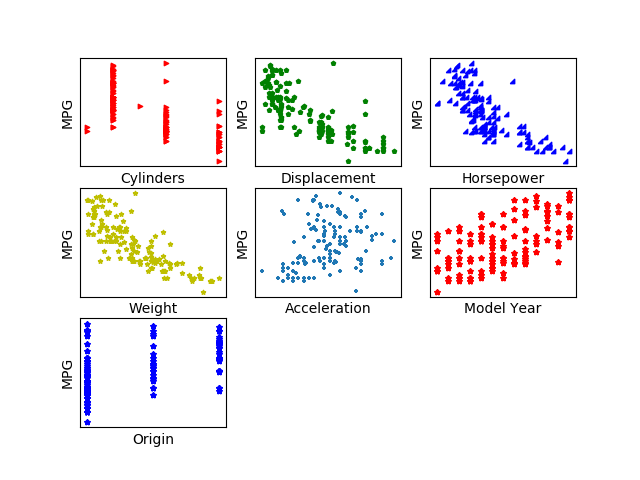 MPG
Cylinders
MPG
Displacement
MPG
Horsepower
MPG
Weight
MPG
Acceleration
MPG
Model Year
MPG
Origin